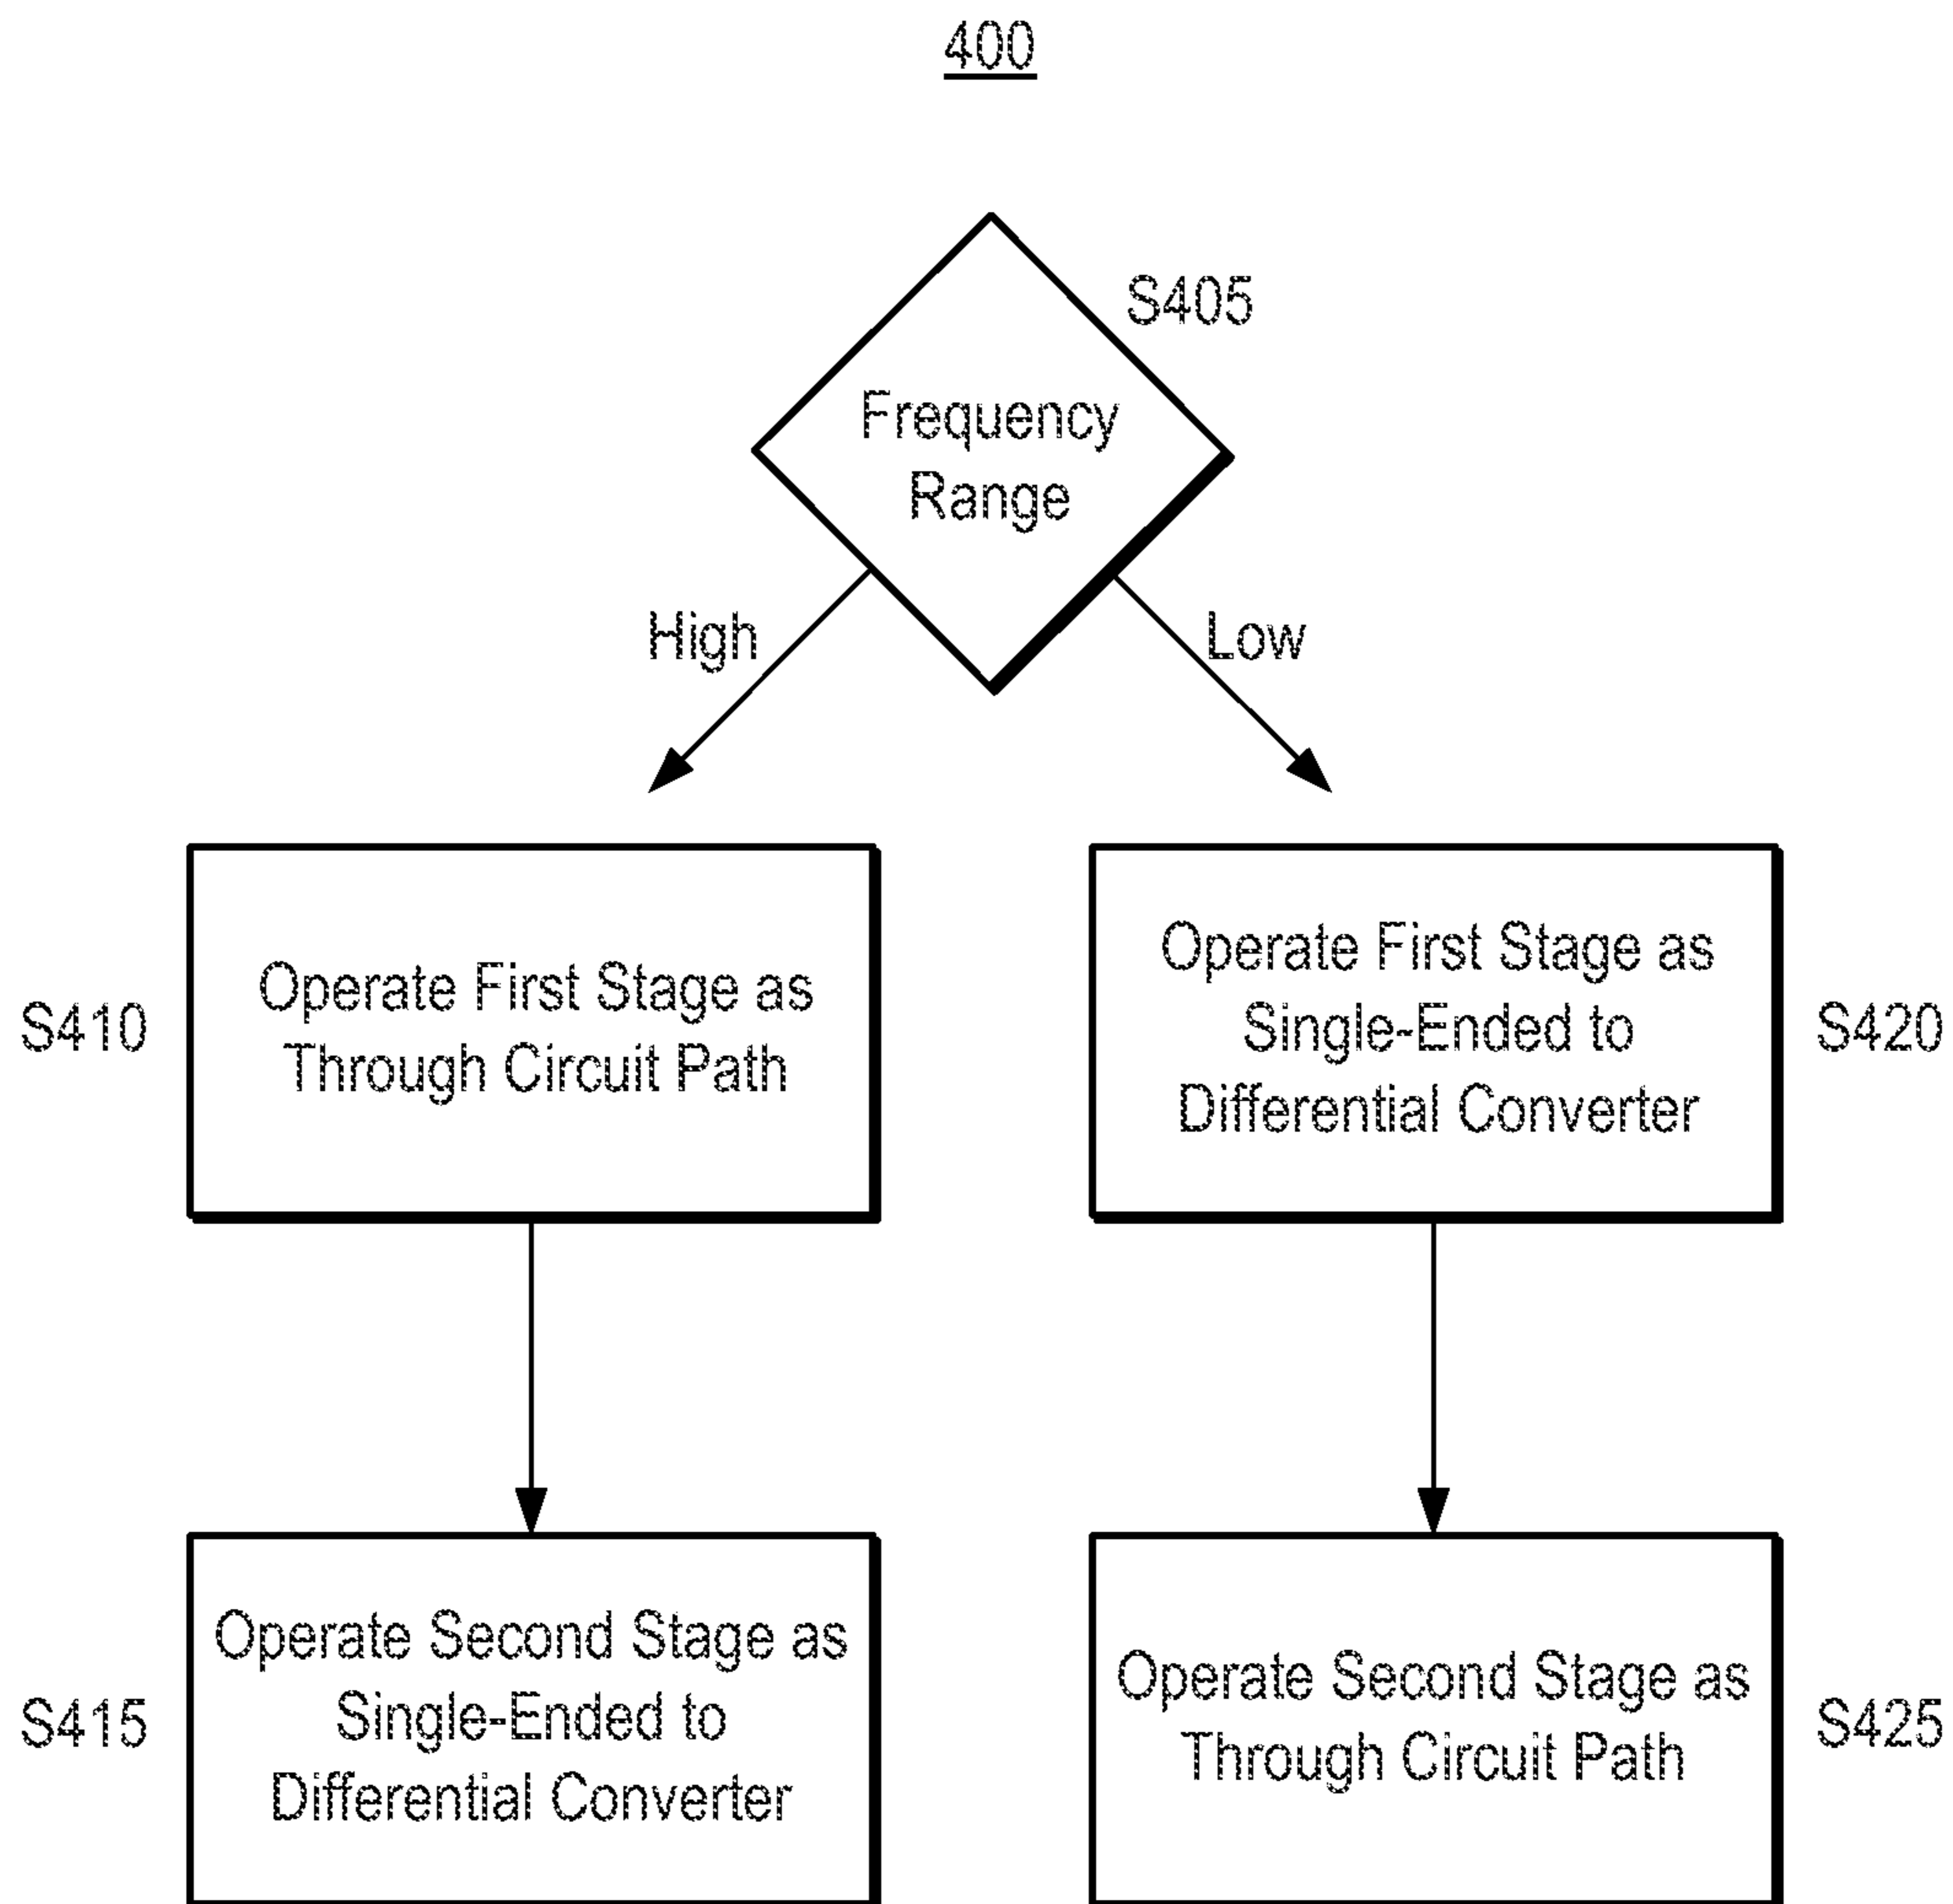 400
S405
Frequency
Range
High
Low
S410
Operate First Stage as
Through Circuit Path
Operate First Stage as
Single-Ended to
Differential Converter
S420
S415
Operate Second Stage as
Single-Ended to
Differential Converter
Operate Second Stage as
Through Circuit Path
S425